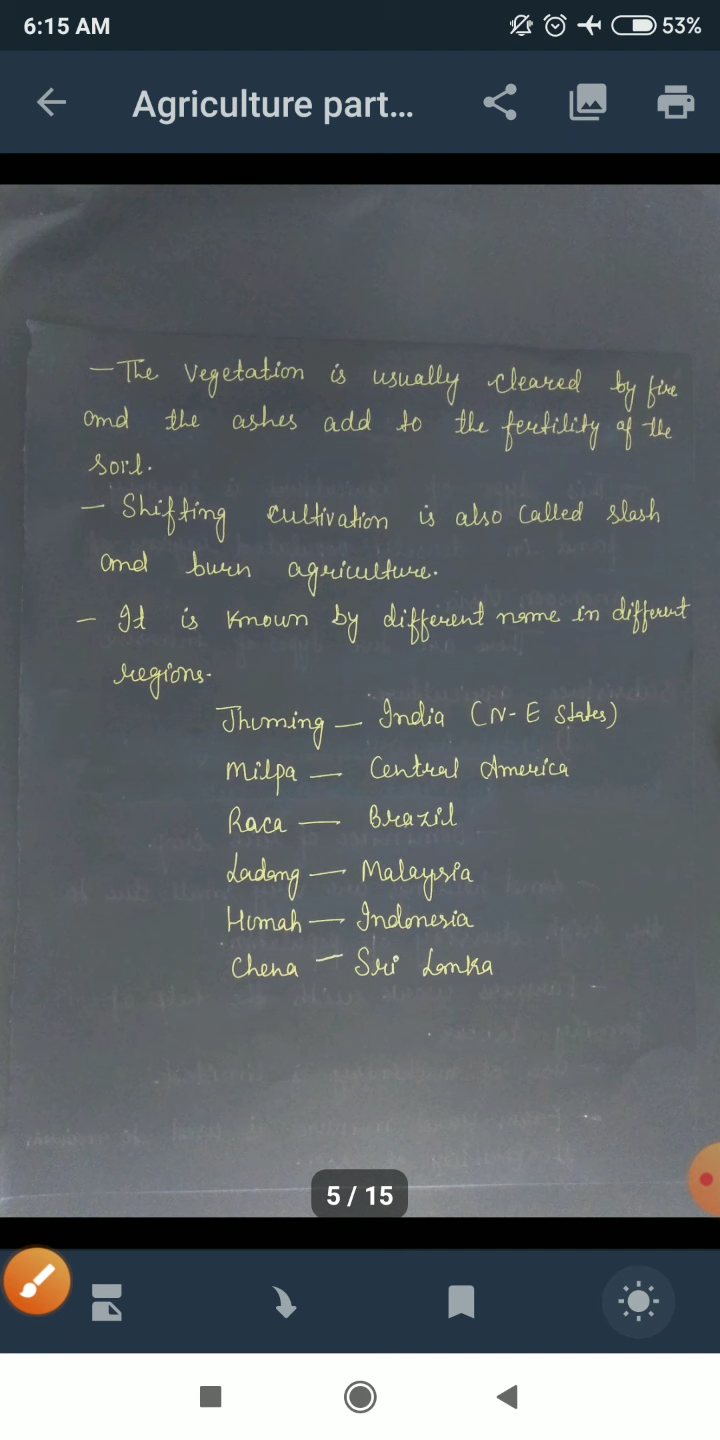 6:15 AM
53%
Agriculture part...
— The vegetation is usually cleared by fire
and the ashes add to the fertility of the
soil.
— Shifting cultivation is also called slash
and burn agriculture.
— It is known by different name in different
regions.
Jhuming — India (N-E States)
Milpa — Central America
Raca — Brazil
Ladang — Malaysia
Humah — Indonesia
Chena — Sri Lanka
5 / 15